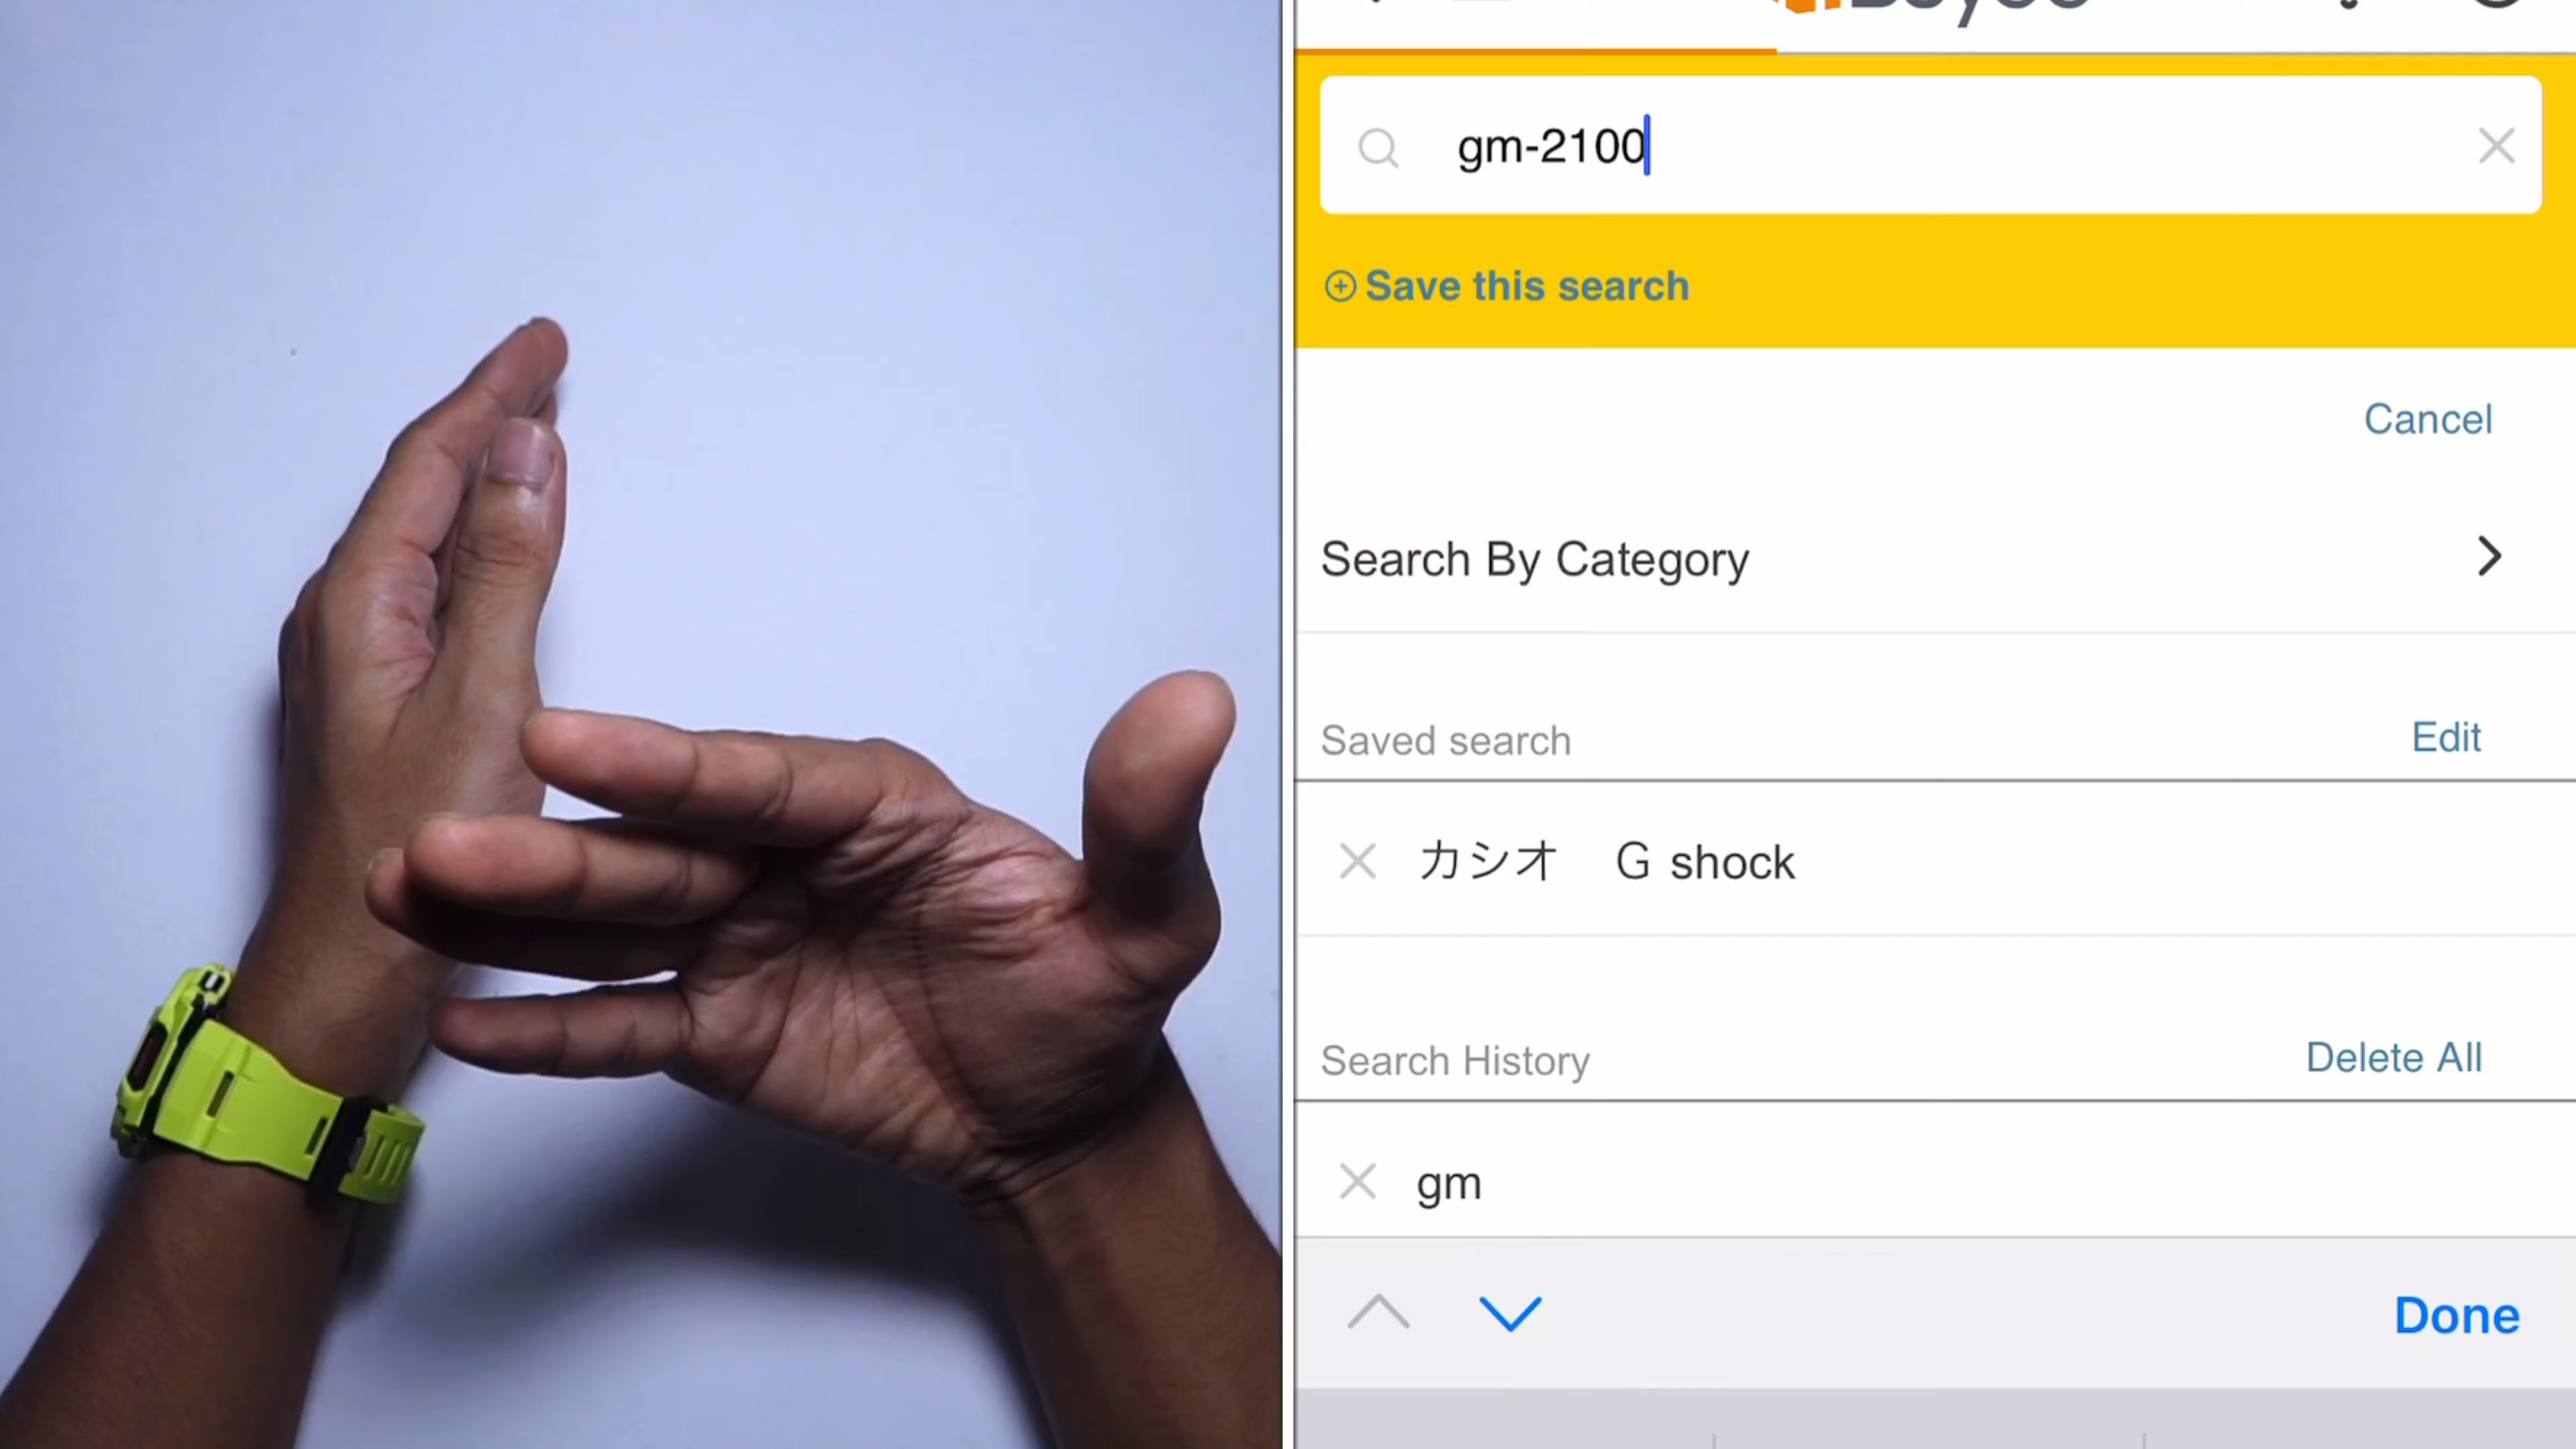 gm-2100
Save this search
Cancel
Search By Category
Saved search Edit
カシオ　G shock
Search History Delete All
gm
Done